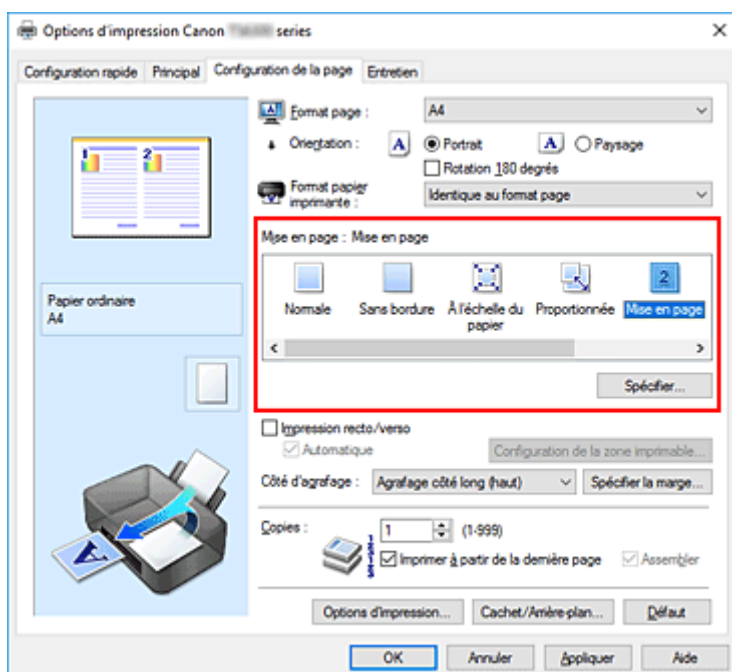 Options d'impression Canon series
Configuration rapide Principal Configuration de la page Entretien
Format page : A4
Orientation : A Portrait A Paysage
Rotation 180 degrés
Format papier imprimante : Identique au format page
Mise en page : Mise en page
1 2
2
Normale Sans bordure À l'échelle du papier Proportionnée Mise en page
Papier ordinaire
A4
Spécifier...
Impression recto/verso
Automatique Configuration de la zone imprimable...
Côté d'agrafage : Agrafage côté long (haut) Spécifier la marge...
Copies : 1 (1-999)
Imprimer à partir de la dernière page Assembler
A
Options d'impression... Cachet/Arrière-plan... Défaut
OK Annuler Appliquer Aide